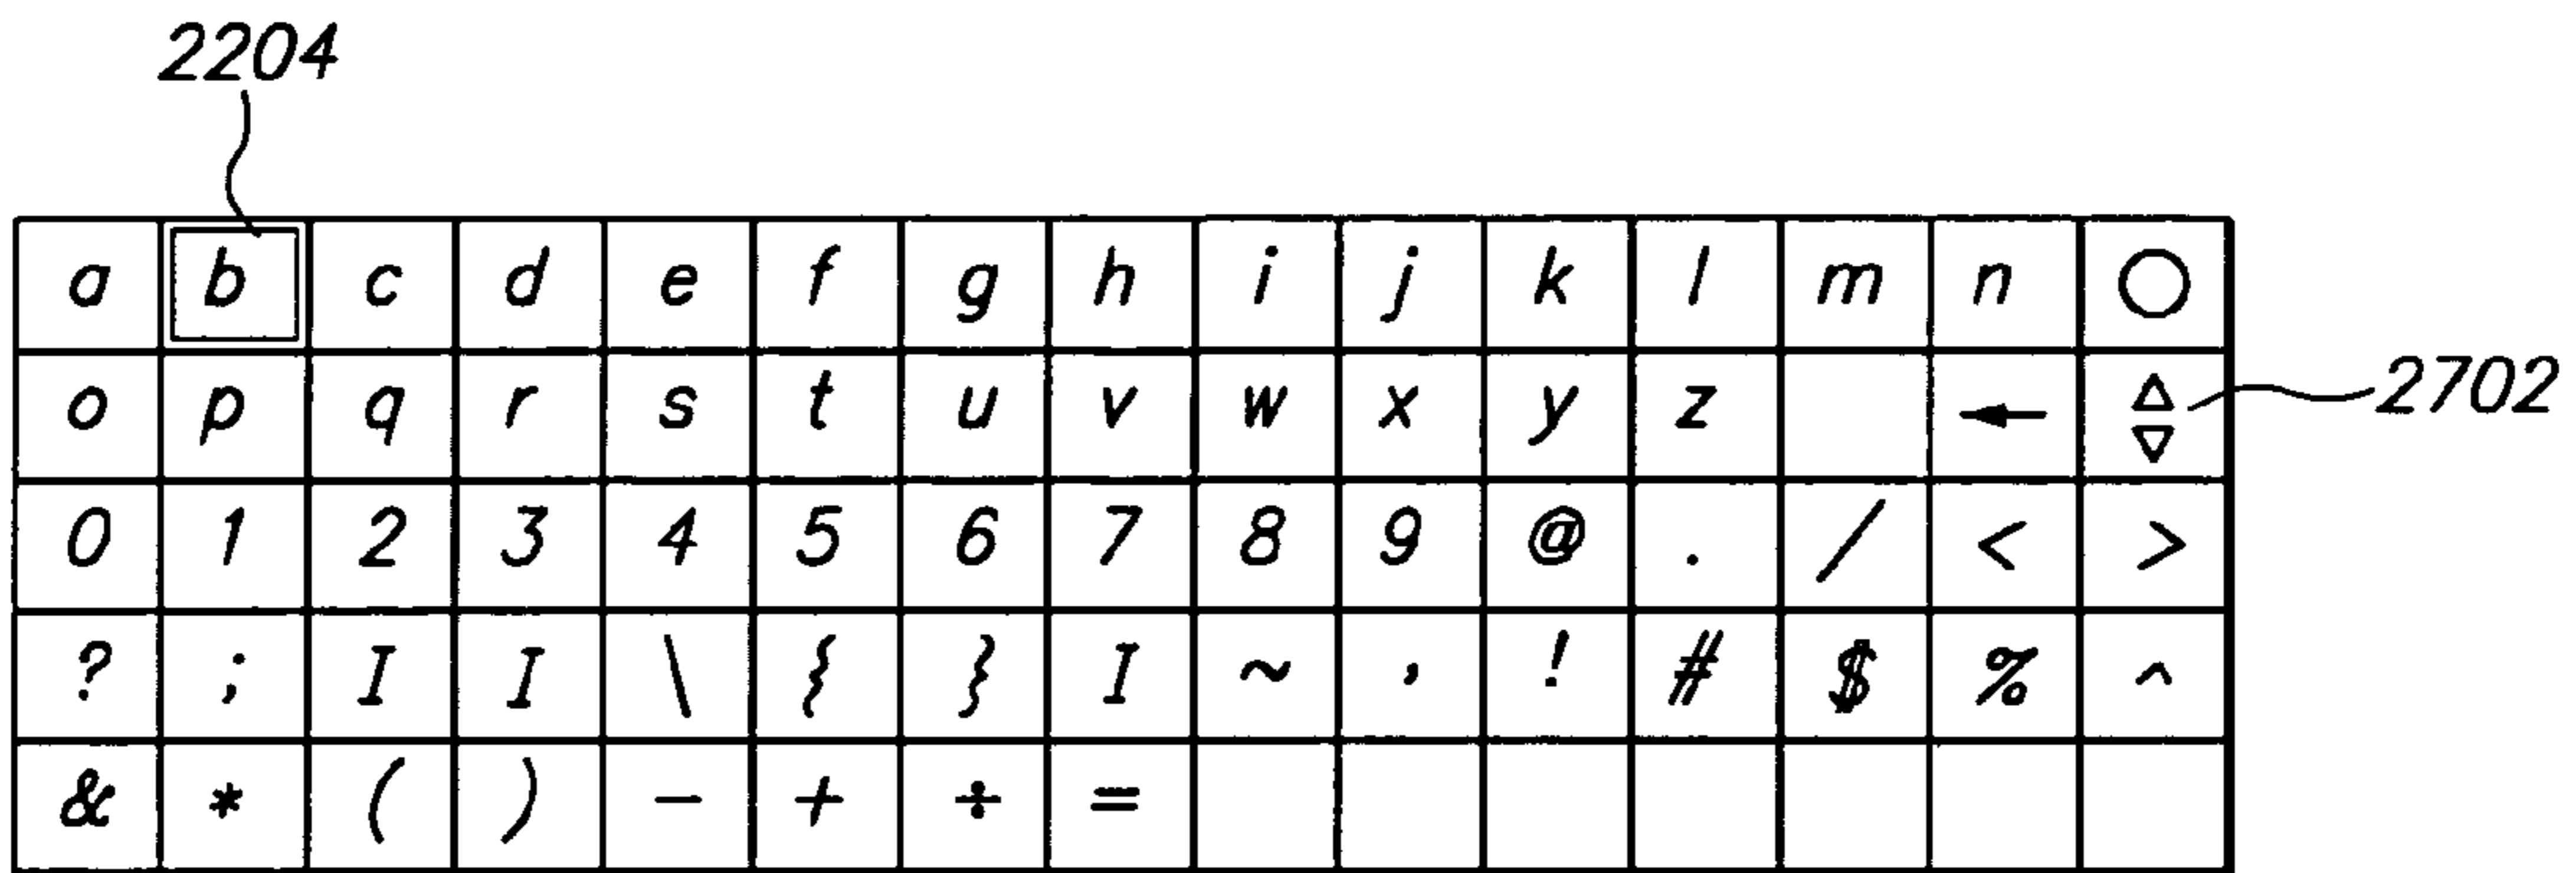 2204
a b c d e f g h i j k l m n ○
o p q r s t u v w x y z ← △▽ 2702
0 1 2 3 4 5 6 7 8 9 @ . / < >
? ; I I \ { } I ~ , ! # $ % ^
& * ( ) - + ÷ =